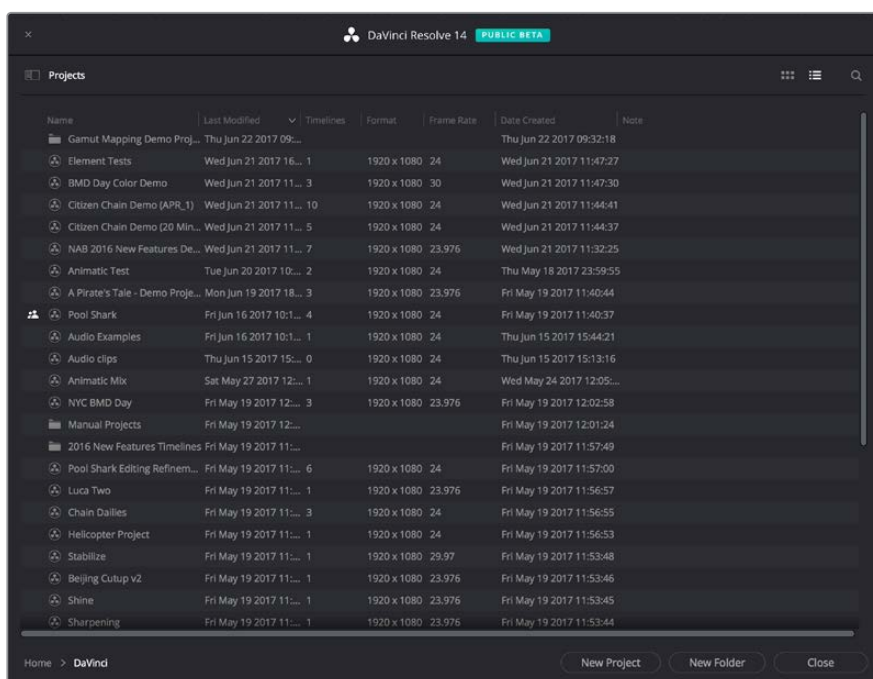 DaVinci Resolve 14 PUBLIC BETA
Projects
Name Last Modified Timelines Format Frame Rate Date Created Note
Gamut Mapping Demo Proj... Thu Jun 22 2017 09:... Thu Jun 22 2017 09:32:18
Element Tests Wed Jun 21 2017 16... 1 1920 x 1080 24 Wed Jun 21 2017 11:47:27
BMD Day Color Demo Wed Jun 21 2017 11... 3 1920 x 1080 30 Wed Jun 21 2017 11:47:30
Citizen Chain Demo (APR_1) Wed Jun 21 2017 11... 10 1920 x 1080 24 Wed Jun 21 2017 11:44:41
Citizen Chain Demo (20 Min... Wed Jun 21 2017 11... 5 1920 x 1080 24 Wed Jun 21 2017 11:44:37
NAB 2016 New Features De... Wed Jun 21 2017 11... 7 1920 x 1080 23.976 Wed Jun 21 2017 11:32:25
Animatic Test Tue Jun 20 2017 10:... 2 1920 x 1080 24 Thu May 18 2017 23:59:55
A Pirate's Tale - Demo Proje... Mon Jun 19 2017 18... 3 1920 x 1080 23.976 Fri May 19 2017 11:40:44
Pool Shark Fri Jun 16 2017 10:1... 4 1920 x 1080 24 Fri May 19 2017 11:40:37
Audio Examples Fri Jun 16 2017 10:1... 1 1920 x 1080 24 Thu Jun 15 2017 15:44:21
Audio clips Thu Jun 15 2017 15:... 0 1920 x 1080 24 Thu Jun 15 2017 15:13:16
Animatic Mix Sat May 27 2017 12:... 1 1920 x 1080 24 Wed May 24 2017 12:05:...
NYC BMD Day Fri May 19 2017 12:... 3 1920 x 1080 23.976 Fri May 19 2017 12:02:58
Manual Projects Fri May 19 2017 12:... Fri May 19 2017 12:01:24
2016 New Features Timelines Fri May 19 2017 11:... Fri May 19 2017 11:57:49
Pool Shark Editing Refinem... Fri May 19 2017 11:... 6 1920 x 1080 24 Fri May 19 2017 11:57:00
Luca Two Fri May 19 2017 11:... 1 1920 x 1080 23.976 Fri May 19 2017 11:56:57
Chain Dailies Fri May 19 2017 11:... 3 1920 x 1080 24 Fri May 19 2017 11:56:55
Helicopter Project Fri May 19 2017 11:... 1 1920 x 1080 24 Fri May 19 2017 11:56:53
Stabilize Fri May 19 2017 11:... 1 1920 x 1080 29.97 Fri May 19 2017 11:53:48
Beijing Cutup v2 Fri May 19 2017 11:... 1 1920 x 1080 23.976 Fri May 19 2017 11:53:46
Shine Fri May 19 2017 11:... 1 1920 x 1080 23.976 Fri May 19 2017 11:53:45
Sharpening Fri May 19 2017 11:... 1 1920 x 1080 23.976 Fri May 19 2017 11:53:44
Home > DaVinci New Project New Folder Close